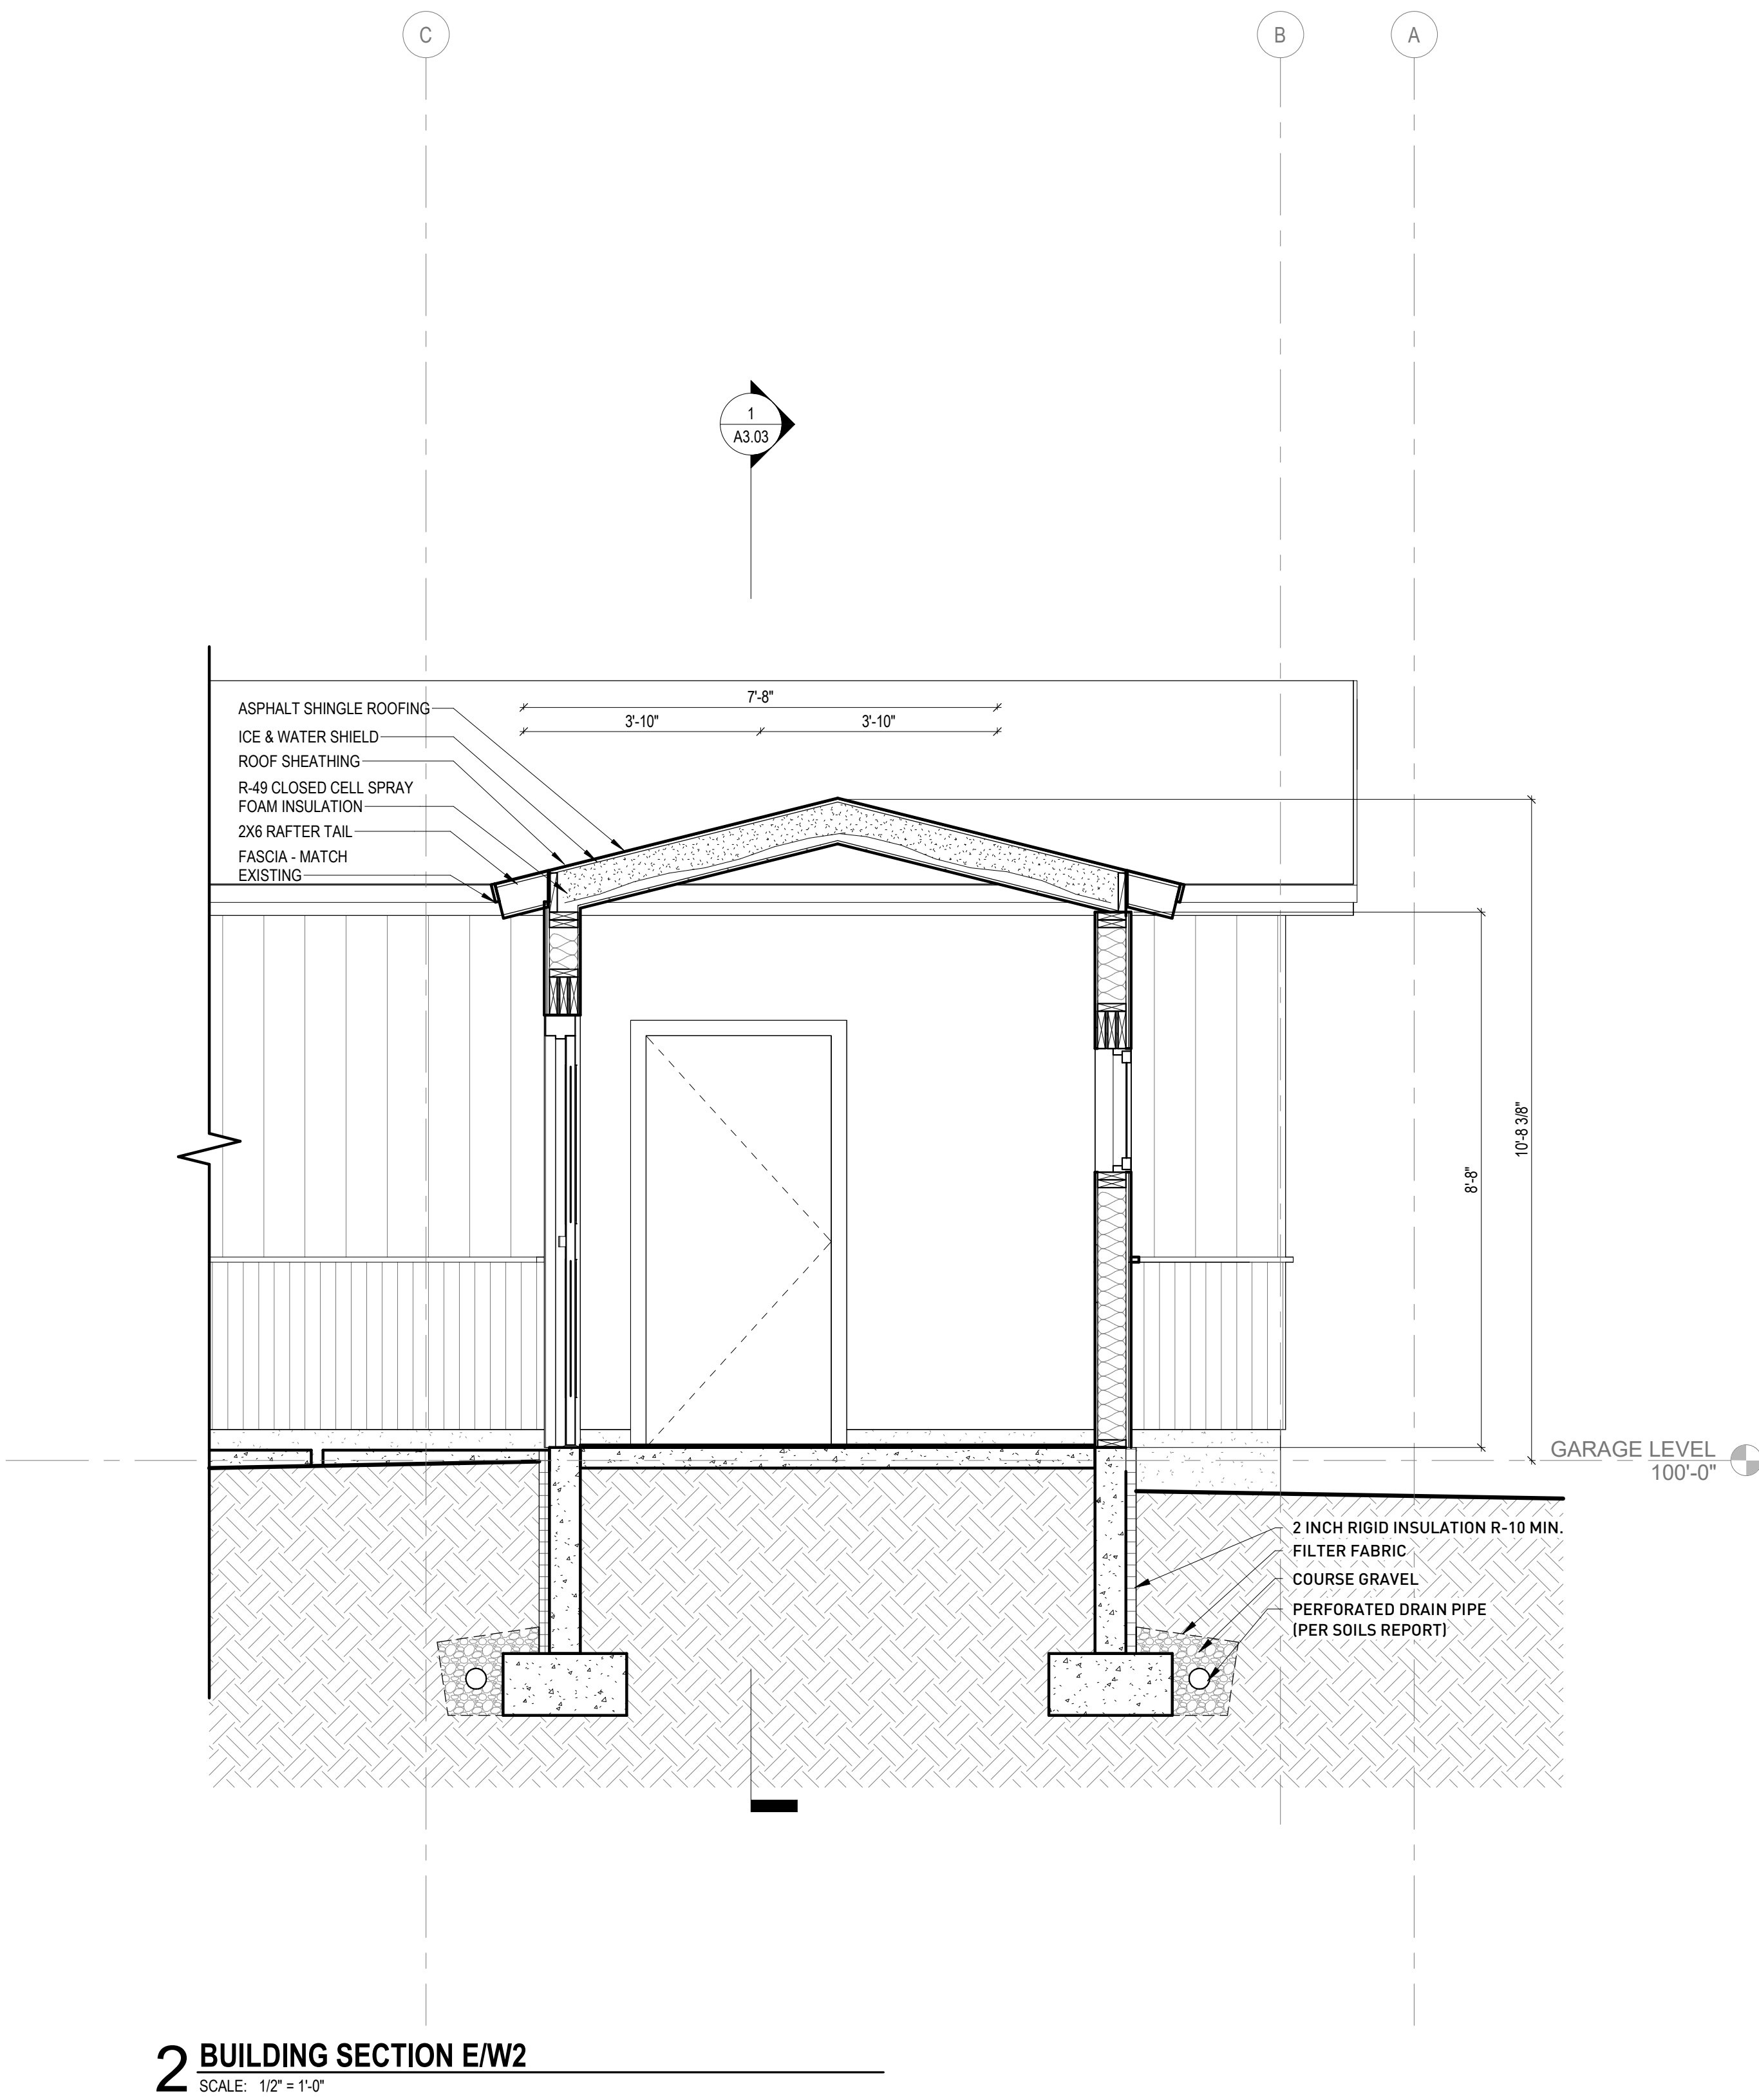 C
B
A
1
A3.03
7'-8"
3'-10"
3'-10"
ASPHALT SHINGLE ROOFING
ICE & WATER SHIELD
ROOF SHEATHING
R-49 CLOSED CELL SPRAY
FOAM INSULATION
2X6 RAFTER TAIL
FASCIA - MATCH
EXISTING
10'-8 3/8"
8'-8"
GARAGE LEVEL
100'-0"
2 INCH RIGID INSULATION R-10 MIN.
FILTER FABRIC
COURSE GRAVEL
PERFORATED DRAIN PIPE
(PER SOILS REPORT)
2 BUILDING SECTION E/W2
SCALE: 1/2" = 1'-0"